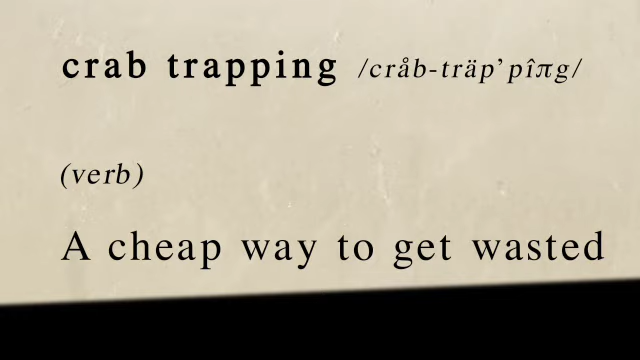 crab trapping /cråb-träp’pîπg/
(verb)
A cheap way to get wasted